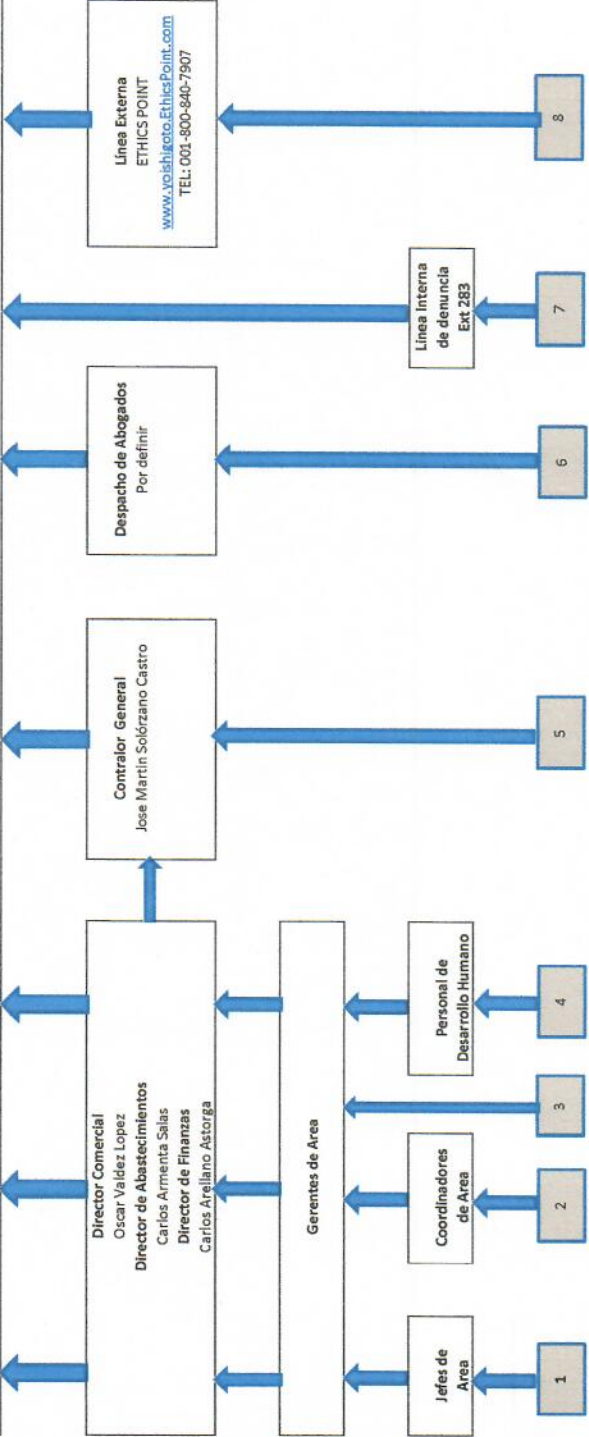 Director Comercial
Oscar Valdez Lopez
Director de Abastecimientos
Carlos Armenta Salas
Director de Finanzas
Carlos Arellano Astorga
Contralor General
Jose Martin Solórzano Castro
Despacho de Abogados
Por definir
Línea Externa
ETHICS POINT
www.yoishigoto.EthicsPoint.com
TEL: 001-800-840-7907
Gerentes de Area
Jefes de
Area
Coordinadores
de Area
Personal de
Desarrollo Humano
Línea Interna
de denuncia
Ext 283
1
2
3
4
5
6
7
8